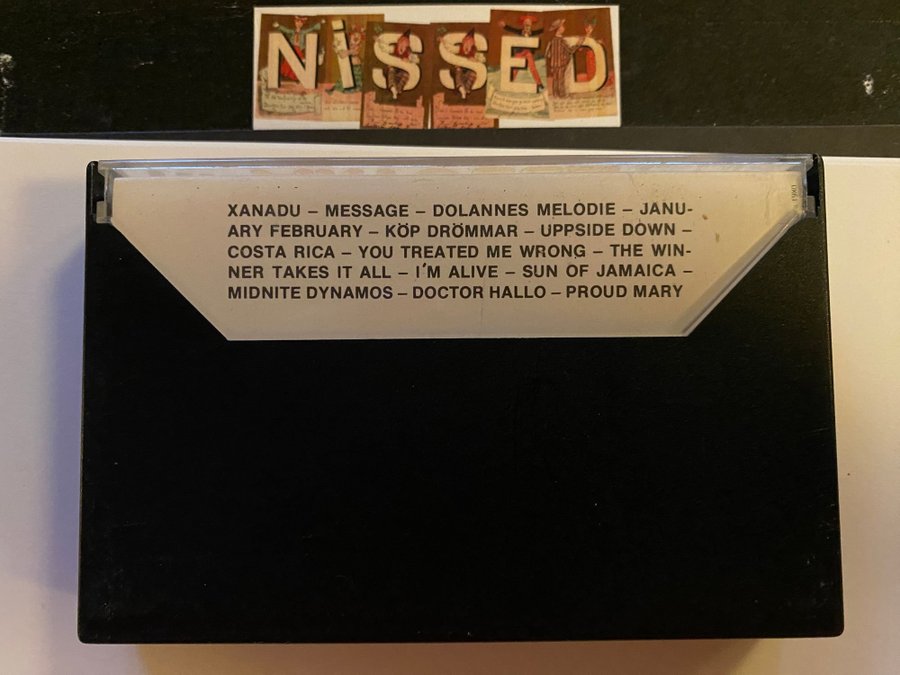 NISSED
XANADU – MESSAGE – DOLANNES MELODIE – JANU-
ARY FEBRUARY – KÖP DRÖMMAR – UPPSIDE DOWN –
COSTA RICA – YOU TREATED ME WRONG – THE WIN-
NER TAKES IT ALL – I'M ALIVE – SUN OF JAMAICA –
MIDNITE DYNAMOS – DOCTOR HALLO – PROUD MARY